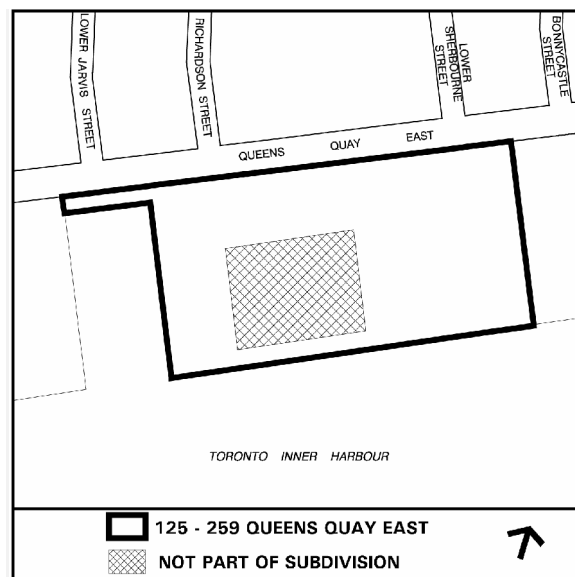 LOWER JARVIS STREET
RICHARDSON STREET
LOWER
SHERBOURNE
STREET
BONNYCASTLE
STREET
QUEENS QUAY EAST
TORONTO INNER HARBOUR
125 - 259 QUEENS QUAY EAST
NOT PART OF SUBDIVISION